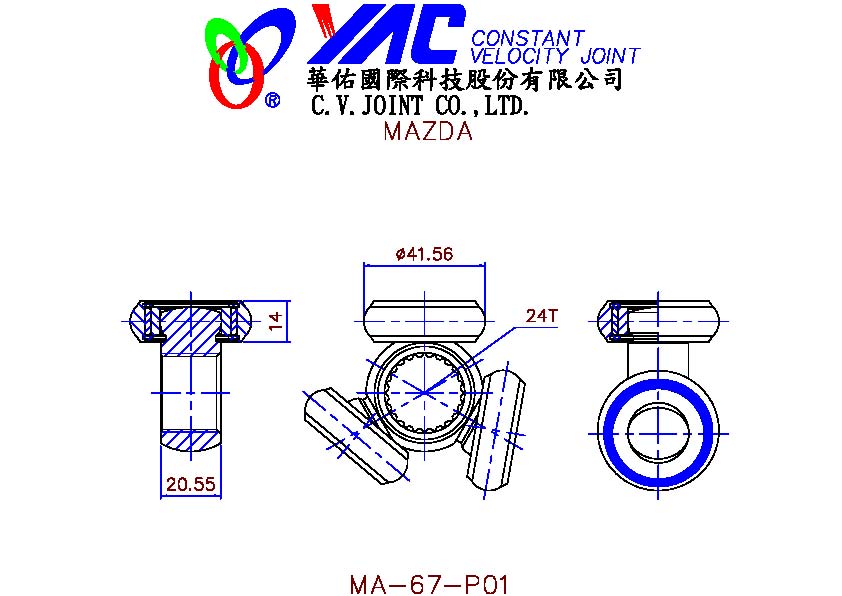 YAC CONSTANT
VELOCITY JOINT
®
華佑國際科技股份有限公司
C.V.JOINT CO.,LTD.
MAZDA
ø41.56
24T
14
20.55
MA-67-P01